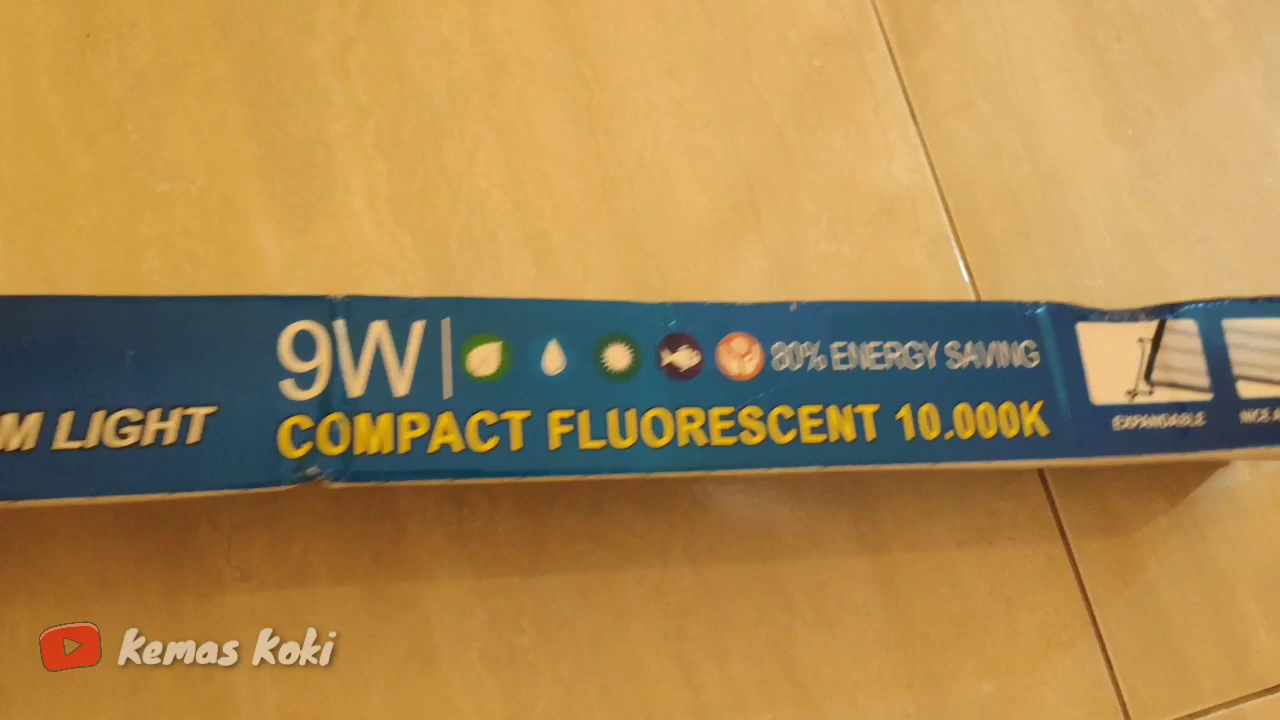 M LIGHT
9W
80% ENERGY SAVING
COMPACT FLUORESCENT 10.000K
EXPANDABLE
Kemas Koki